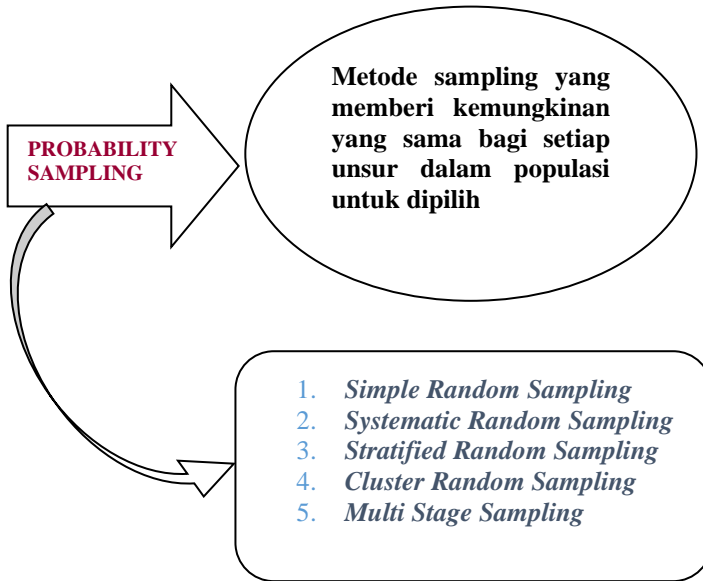 PROBABILITY
SAMPLING
Metode sampling yang
memberi kemungkinan
yang sama bagi setiap
unsur dalam populasi
untuk dipilih
1. Simple Random Sampling
2. Systematic Random Sampling
3. Stratified Random Sampling
4. Cluster Random Sampling
5. Multi Stage Sampling